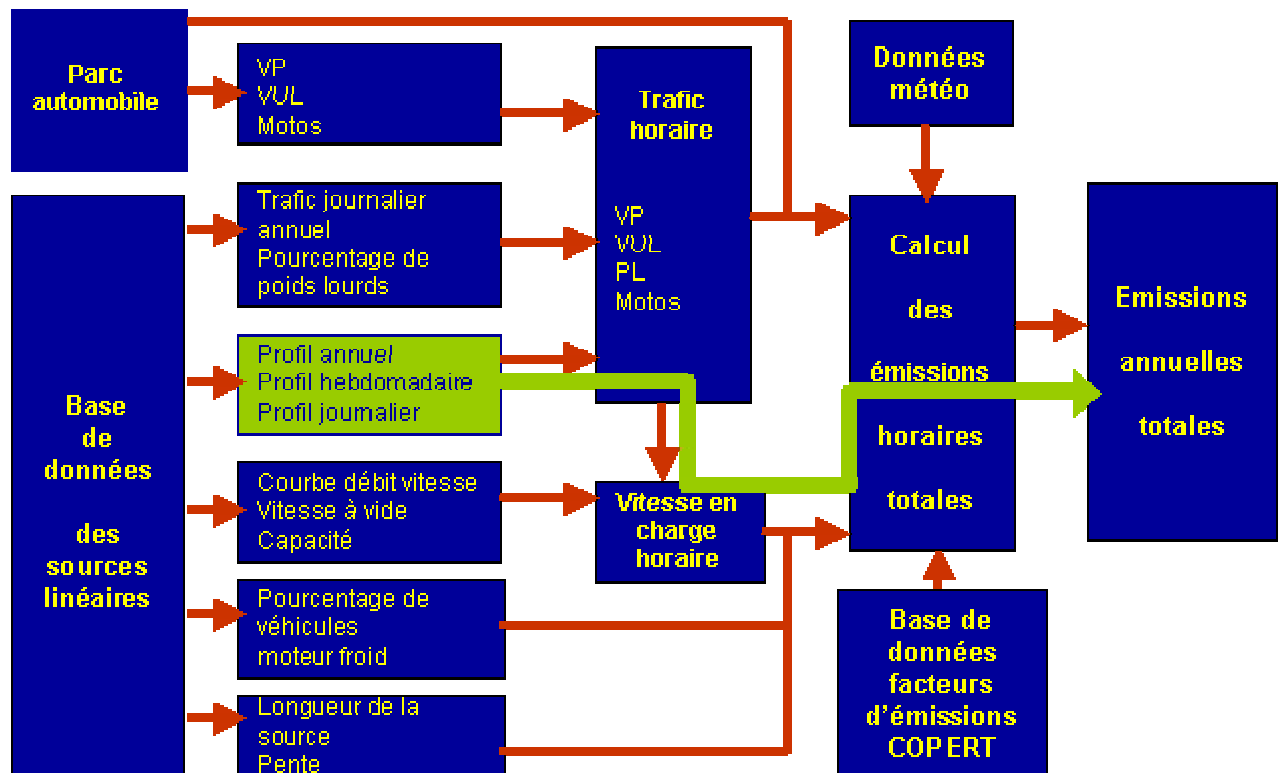 Parc
automobile
VP
VUL
Motos
Trafic
horaire
VP
VUL
PL
Motos
Données
météo
Base
de
données
des
sources
linéaires
Trafic journalier
annuel
Pourcentage de
poids lourds
Profil annuel
Profil hebdomadaire
Profil journalier
Courbe débit vitesse
Vitesse à vide
Capacité
Pourcentage de
véhicules
moteur froid
Longueur de la
source
Pente
Vitesse en
charge
horaire
Calcul
des
émissions
horaires
totales
Base de
données
facteurs
d'émissions
COPERT
Emissions
annuelles
totales